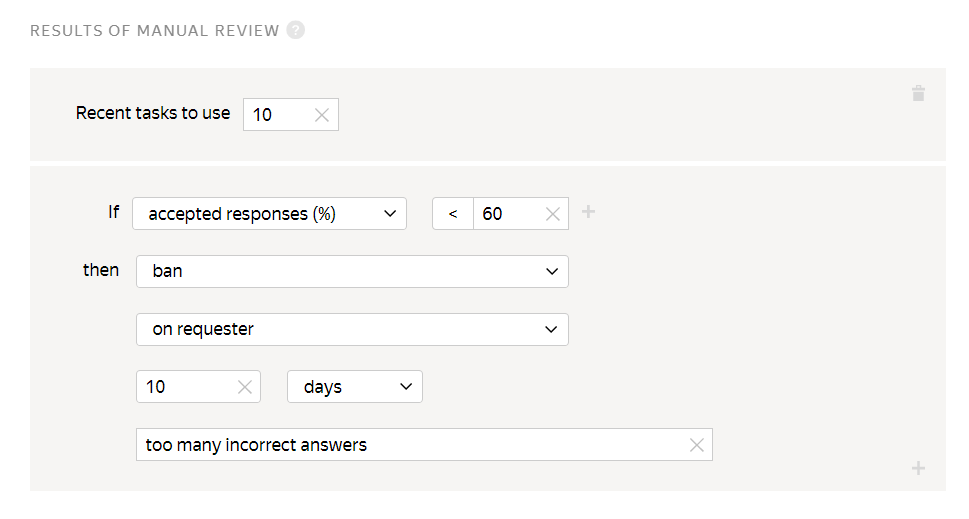 RESULTS OF MANUAL REVIEW ?
Recent tasks to use 10
If accepted responses (%) < 60
then ban
on requester
10 days
too many incorrect answers